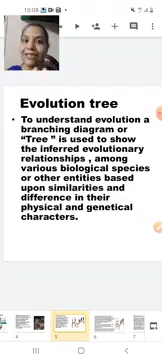 10:08
31%
Evolution tree
• To understand evolution a
branching diagram or
“Tree ” is used to show
the inferred evolutionary
relationships , among
various biological species
or other entities based
upon similarities and
difference in their
physical and genetical
characters.
4
5
6
7